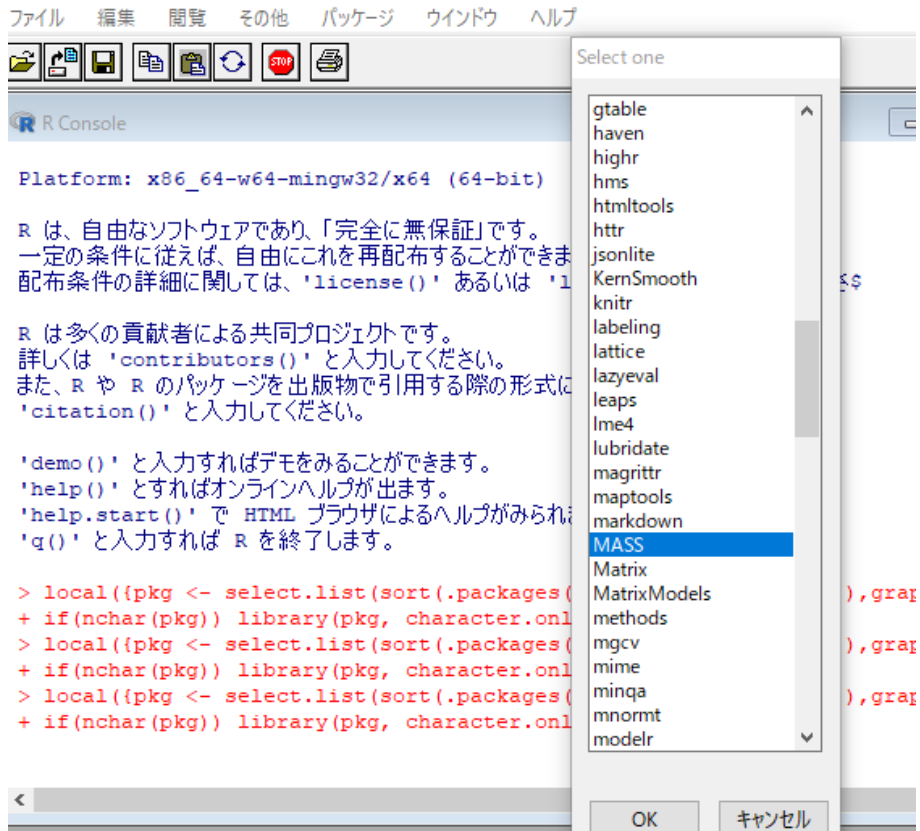 ファイル 編集 閲覧 その他 パッケージ ウインドウ ヘルプ
STOP
R Console
Platform: x86_64-w64-mingw32/x64 (64-bit)
R は、自由なソフトウェアであり、「完全に無保証」です。
一定の条件に従えば、自由にこれを再配布することができま
配布条件の詳細に関しては、'license()' あるいは 'l
$
R は多くの貢献者による共同プロジェクトです。
詳しくは 'contributors()' と入力してください。
また、R や R のパッケージを出版物で引用する際の形式に
'citation()' と入力してください。
'demo()' と入力すればデモをみることができます。
'help()' とすればオンラインヘルプが出ます。
'help.start()' で HTML ブラウザによるヘルプがみられ
'q()' と入力すれば R を終了します。
> local({pkg <- select.list(sort(.packages( ),grap
+ if(nchar(pkg)) library(pkg, character.onl
> local({pkg <- select.list(sort(.packages( ),grap
+ if(nchar(pkg)) library(pkg, character.onl
> local({pkg <- select.list(sort(.packages( ),grap
+ if(nchar(pkg)) library(pkg, character.onl
Select one
gtable
haven
highr
hms
htmltools
httr
jsonlite
KernSmooth
knitr
labeling
lattice
lazyeval
leaps
lme4
lubridate
magrittr
maptools
markdown
MASS
Matrix
MatrixModels
methods
mgcv
mime
minqa
mnormt
modelr
OK キャンセル